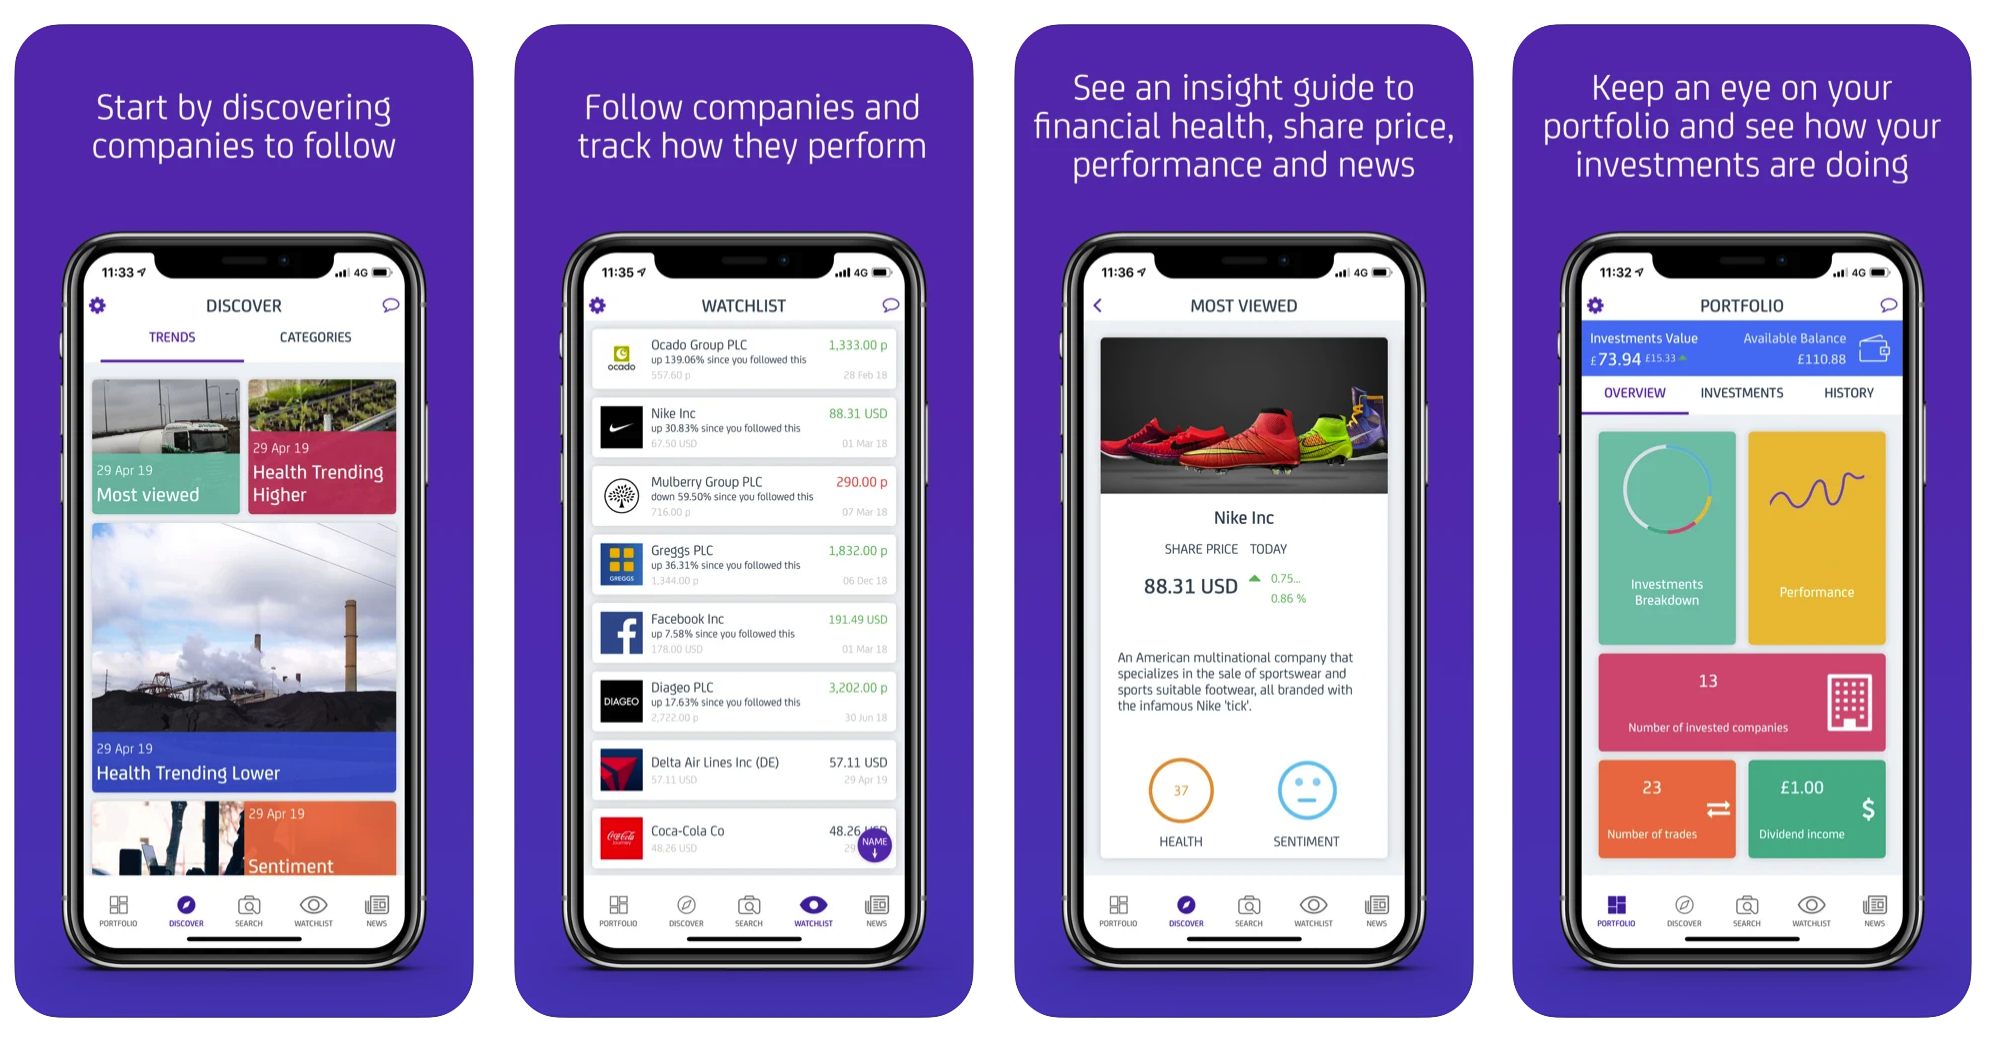 Start by discovering
companies to follow
11:33
4G
DISCOVER
TRENDS
CATEGORIES
29 Apr 19
Most viewed
29 Apr 19
Health Trending
Higher
29 Apr 19
Health Trending Lower
29 Apr 19
Sentiment
PORTFOLIO
DISCOVER
SEARCH
WATCHLIST
NEWS
Follow companies and
track how they perform
11:35
4G
WATCHLIST
ocado
Ocado Group PLC
1,333.00 p
up 139.06% since you followed this
557.60 p
28 Feb 18
Nike Inc
88.31 USD
up 30.83% since you followed this
67.50 USD
01 Mar 18
Mulberry Group PLC
290.00 p
down 59.50% since you followed this
716.00 p
07 Mar 18
GREGGS
Greggs PLC
1,832.00 p
up 36.31% since you followed this
1,344.00 p
06 Dec 18
f
Facebook Inc
191.49 USD
up 7.58% since you followed this
178.00 USD
01 Mar 18
DIAGEO
Diageo PLC
3,202.00 p
up 17.63% since you followed this
2,722.00 p
30 Jun 18
Delta Air Lines Inc (DE)
57.11 USD
57.11 USD
29 Apr 19
Coca-Cola
Coca-Cola Co
48.26 USD
48.26 USD
29
NAME
PORTFOLIO
DISCOVER
SEARCH
WATCHLIST
NEWS
See an insight guide to
financial health, share price,
performance and news
11:36
4G
MOST VIEWED
Nike Inc
SHARE PRICE TODAY
88.31 USD
0.75...
0.86 %
An American multinational company that
specializes in the sale of sportswear and
sports suitable footwear, all branded with
the infamous Nike 'tick'.
37
HEALTH
SENTIMENT
PORTFOLIO
DISCOVER
SEARCH
WATCHLIST
NEWS
Keep an eye on your
portfolio and see how your
investments are doing
11:32
4G
PORTFOLIO
Investments Value
£73.94 £15.33
Available Balance
£110.88
OVERVIEW
INVESTMENTS
HISTORY
Investments
Breakdown
Performance
13
Number of invested companies
23
Number of trades
£1.00
$
Dividend income
PORTFOLIO
DISCOVER
SEARCH
WATCHLIST
NEWS